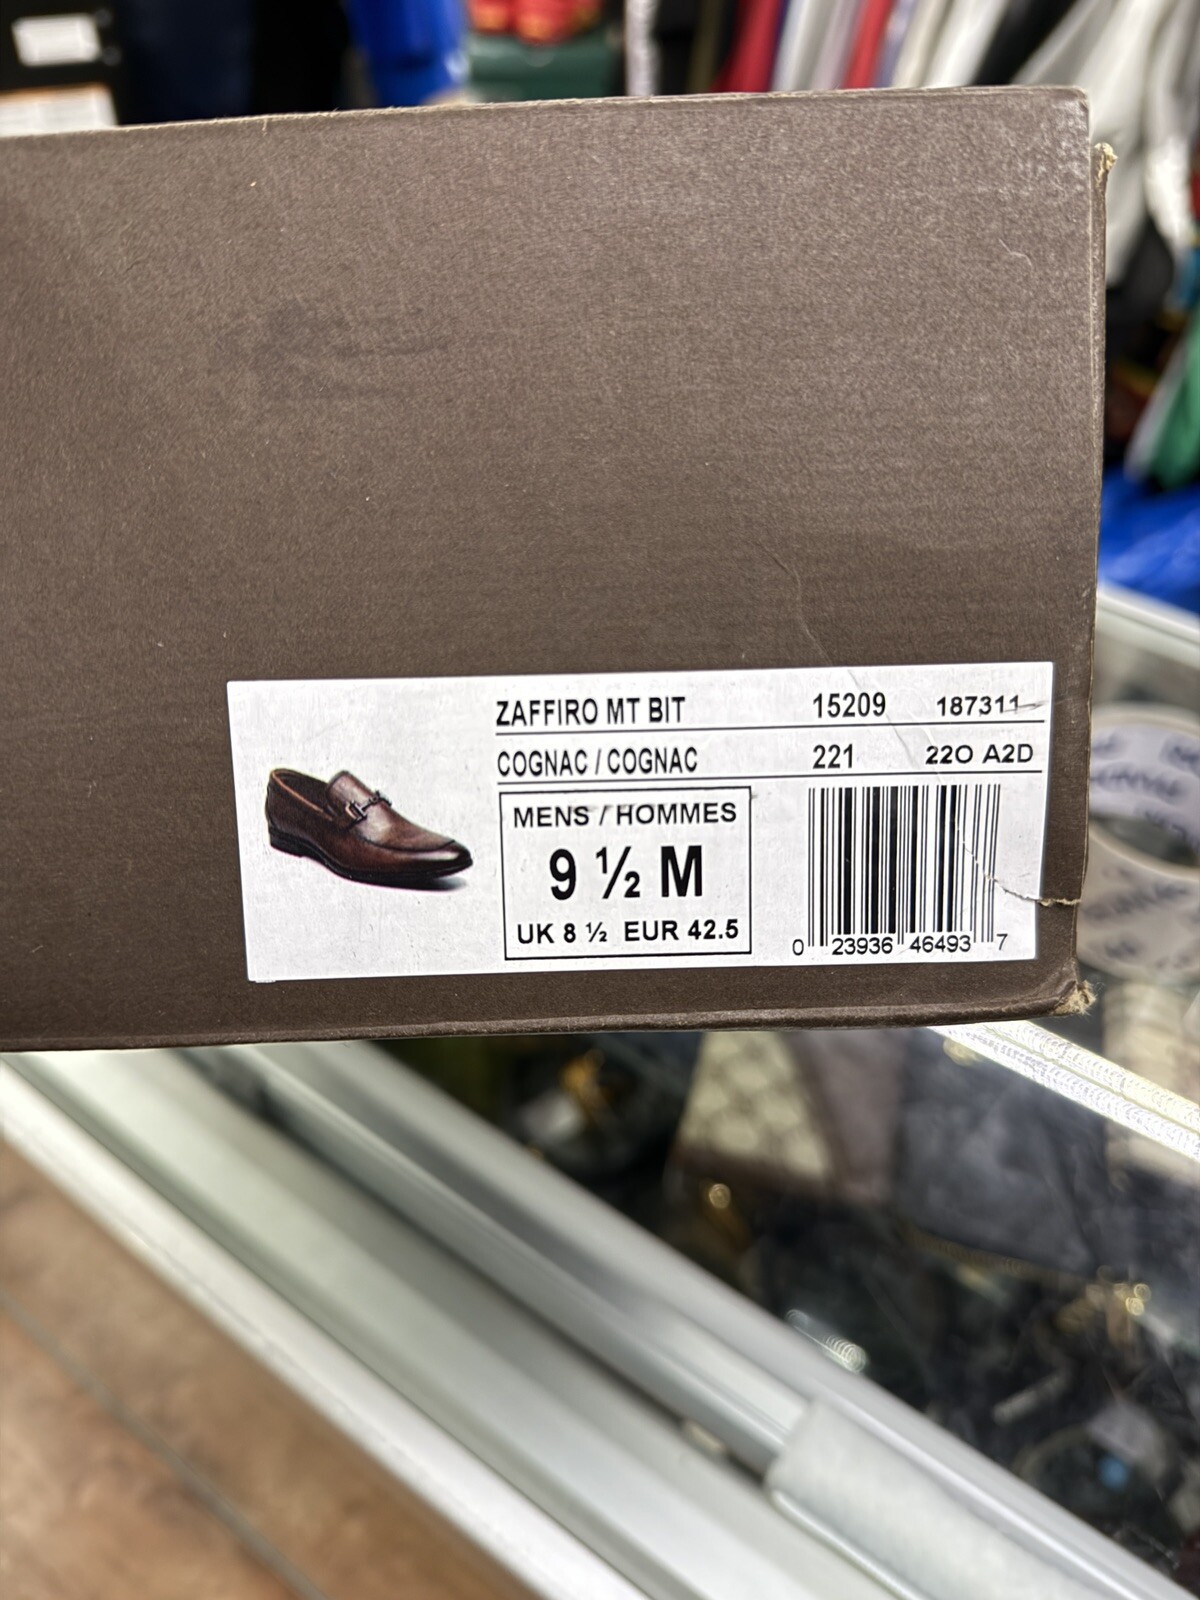 ZAFFIRO MT BIT 15209 187311
COGNAC / COGNAC 221 22O A2D
MENS / HOMMES
9 ½ M
UK 8 ½ EUR 42.5
0 23936 46493 7